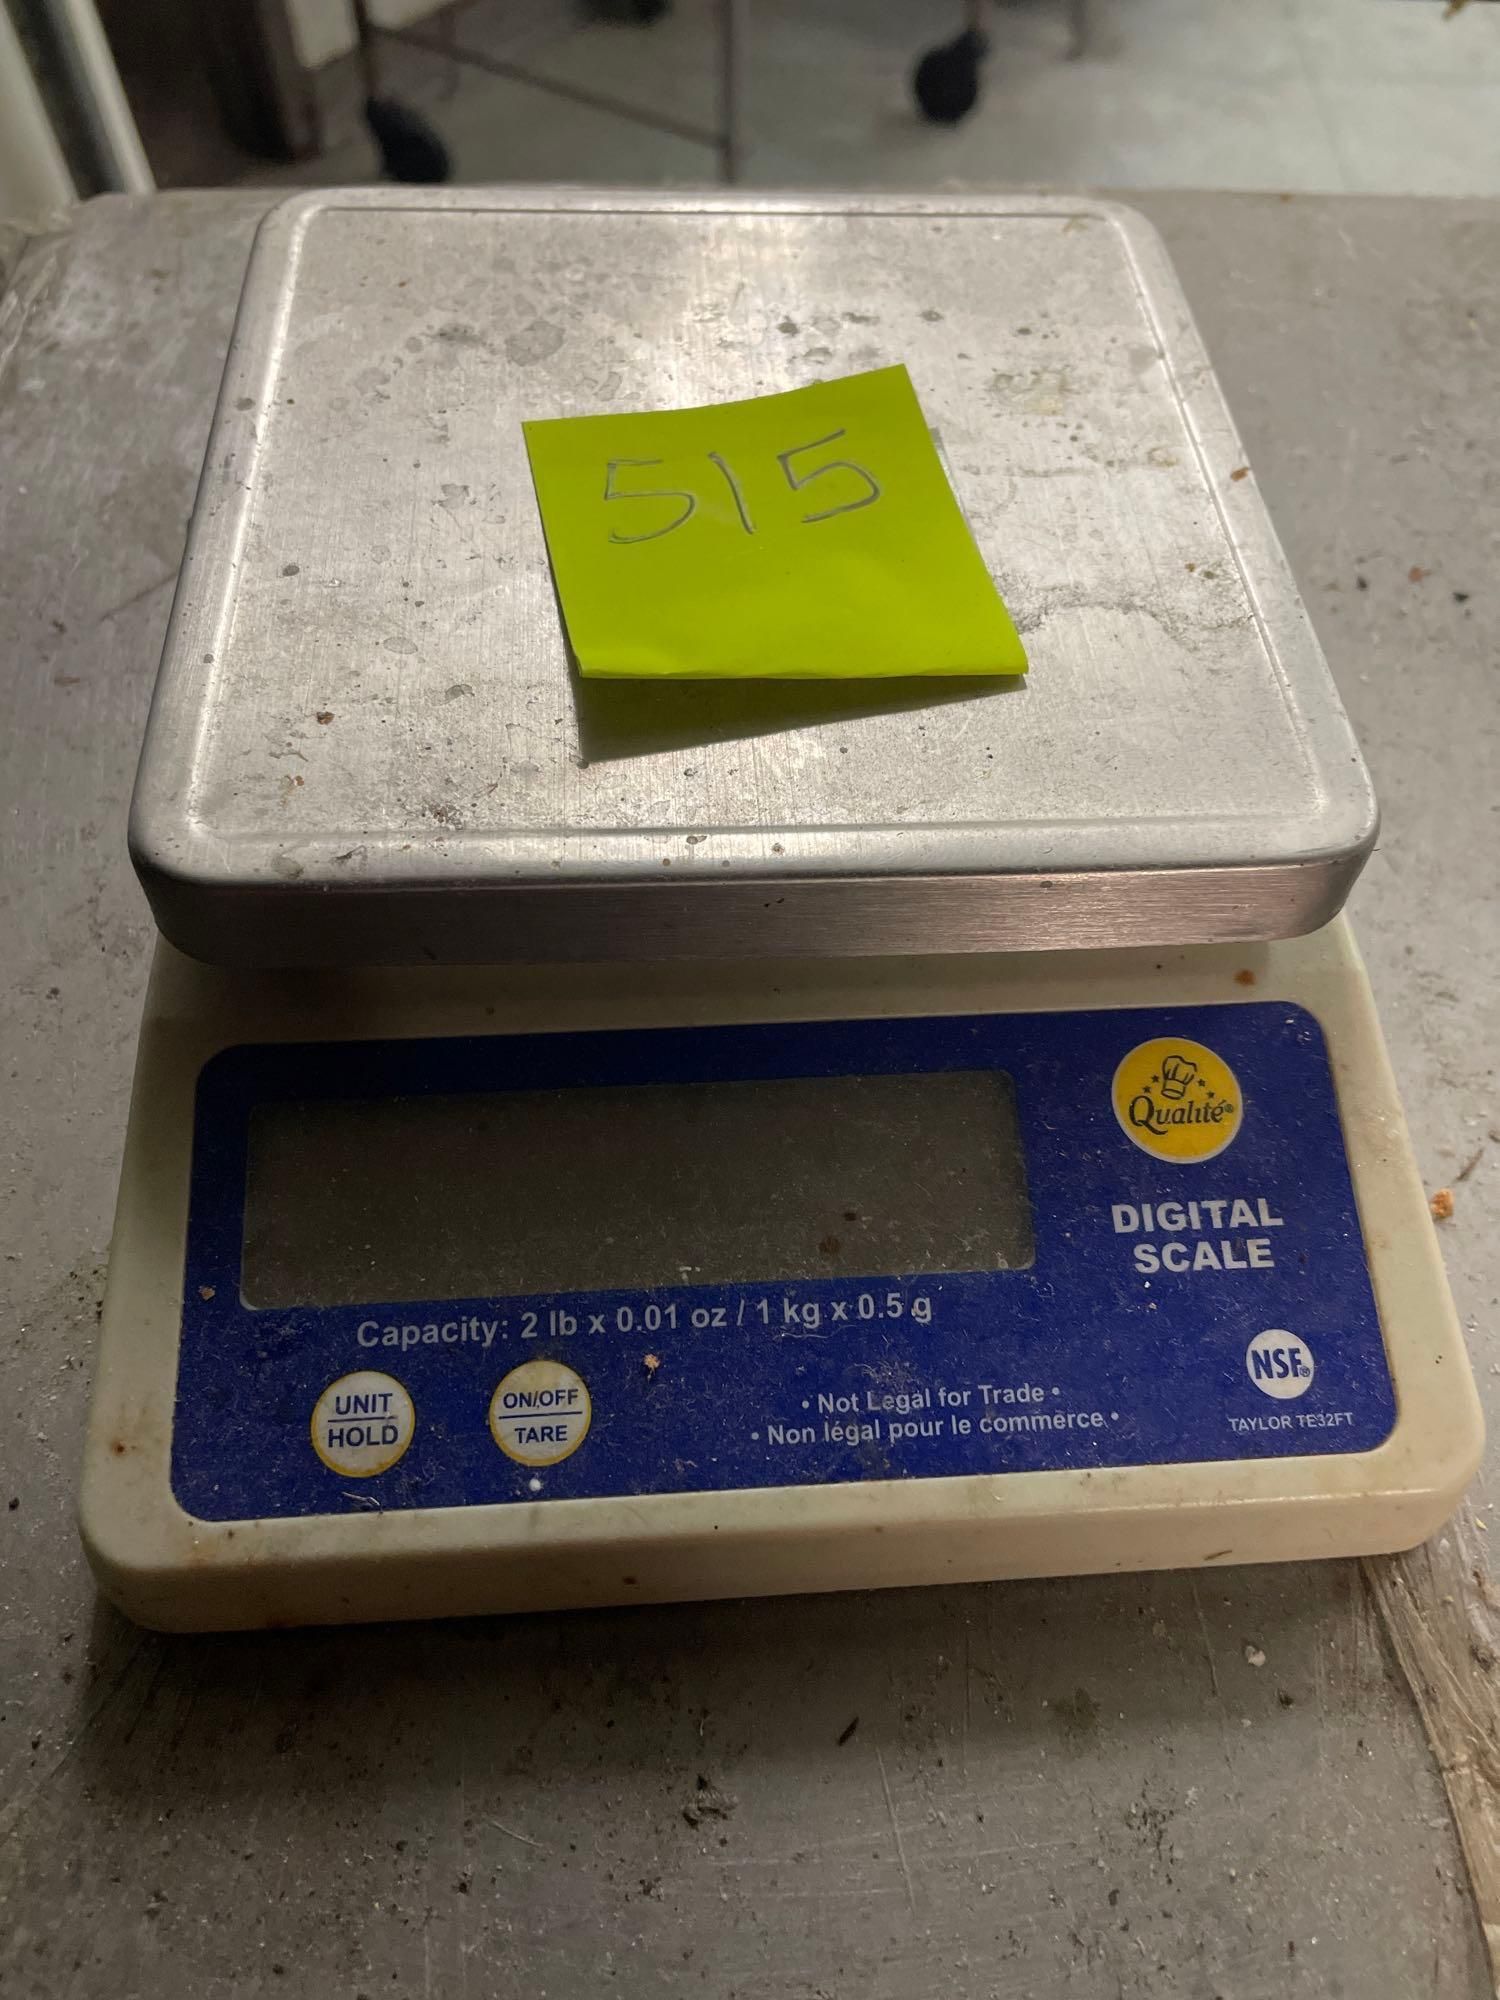 515
Qualité®
DIGITAL
SCALE
Capacity: 2 lb x 0.01 oz / 1 kg x 0.5 g
UNIT
HOLD
ON/OFF
TARE
• Not Legal for Trade •
• Non légal pour le commerce •
NSF®
TAYLOR TE32FT